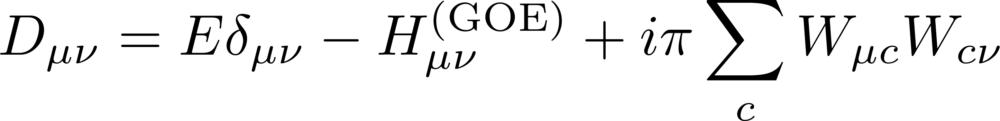 D_{\mu\nu} = E\delta_{\mu\nu} - H_{\mu\nu}^{(\mathrm{GOE})} + i\pi \sum_{c} W_{\mu c} W_{c\nu}